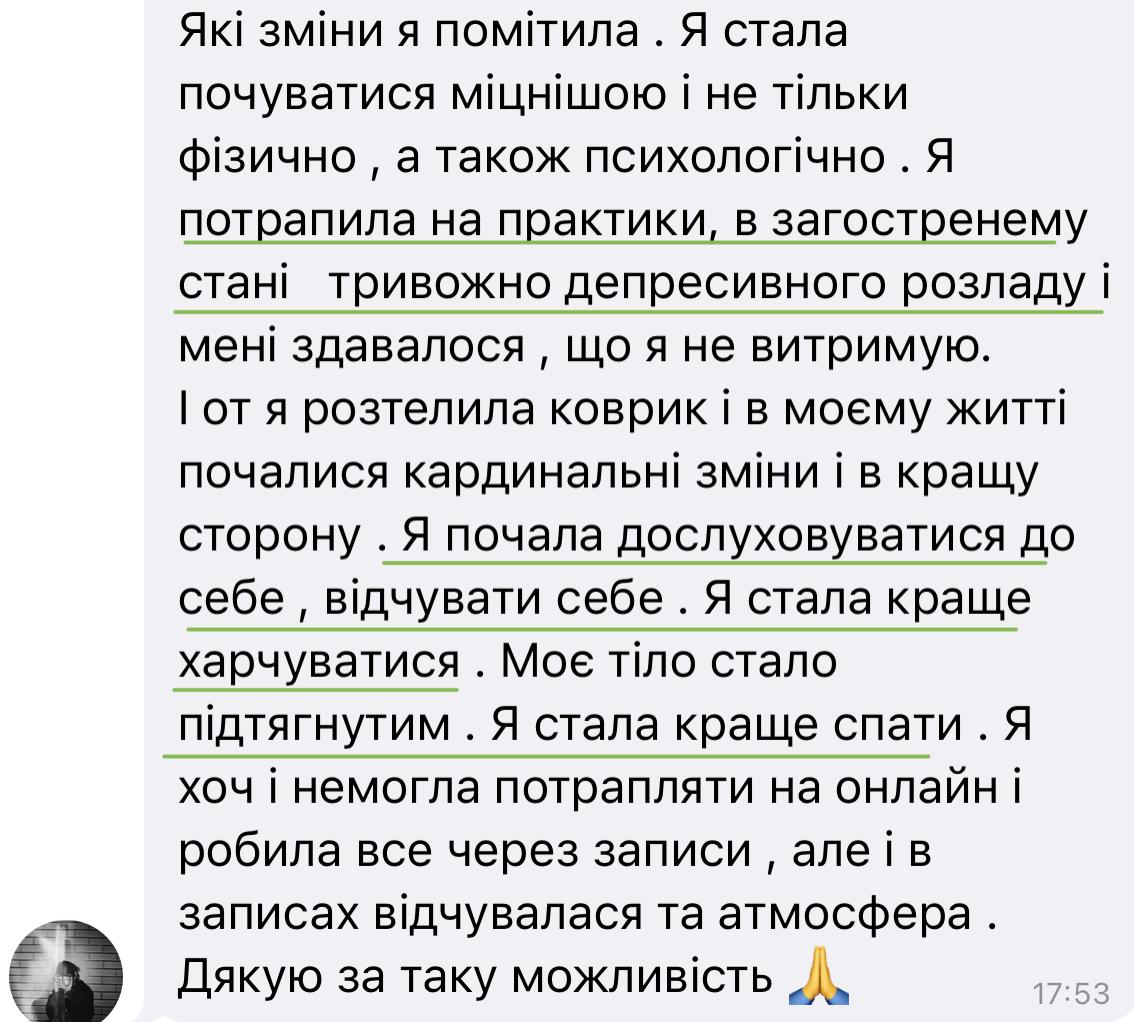 Які зміни я помітила . Я стала
почуватися міцнішою і не тільки
фізично , а також психологічно . Я
потрапила на практики, в загостренему
стані   тривожно депресивного розладу і
мені здавалося , що я не витримую.
І от я розтелила коврик і в моєму житті
почалися кардинальні зміни і в кращу
сторону . Я почала дослуховуватися до
себе , відчувати себе . Я стала краще
харчуватися . Моє тіло стало
підтягнутим . Я стала краще спати . Я
хоч і немогла потрапляти на онлайн і
робила все через записи , але і в
записах відчувалася та атмосфера .
Дякую за таку можливість 🙏
17:53